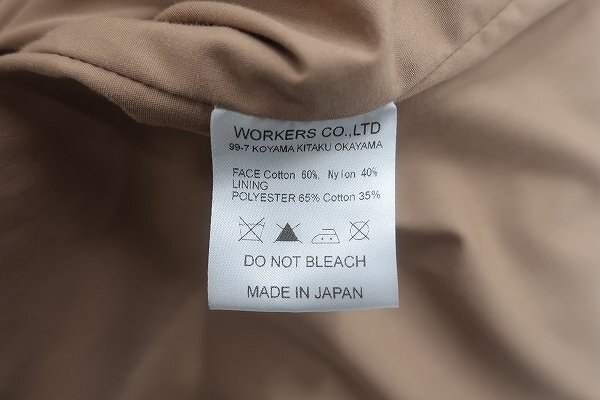 WORKERS CO.,LTD
99-7 KOYAMA KITAKU OKAYAMA
FACE Cotton 60%, Nylon 40%
LINING
POLYESTER 65% Cotton 35%
DO NOT BLEACH
MADE IN JAPAN